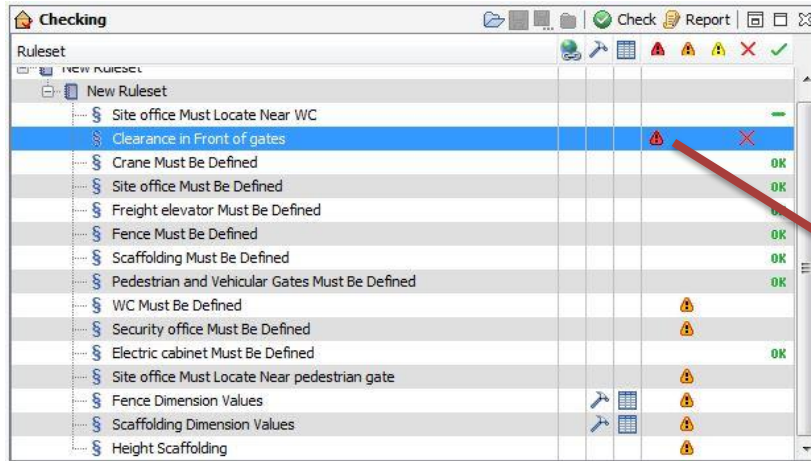 Checking Check Report
Ruleset
New Ruleset
New Ruleset
§ Site office Must Locate Near WC
§ Clearance in Front of gates
§ Crane Must Be Defined OK
§ Site office Must Be Defined OK
§ Freight elevator Must Be Defined OK
§ Fence Must Be Defined OK
§ Scaffolding Must Be Defined OK
§ Pedestrian and Vehicular Gates Must Be Defined OK
§ WC Must Be Defined
§ Security office Must Be Defined
§ Electric cabinet Must Be Defined OK
§ Site office Must Locate Near pedestrian gate
§ Fence Dimension Values
§ Scaffolding Dimension Values
§ Height Scaffolding